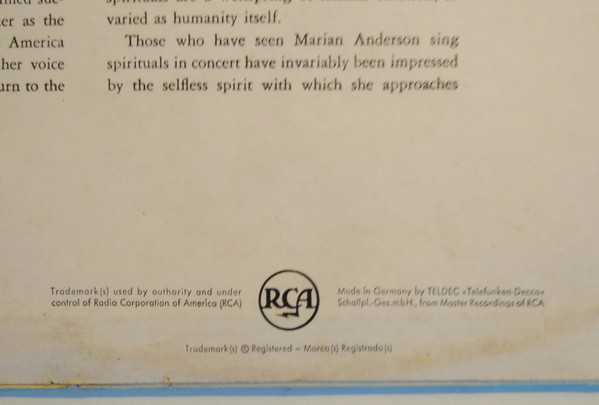 er as the
America
her voice
urn to the
varied as humanity itself.
Those who have seen Marian Anderson sing
spirituals in concert have invariably been impressed
by the selfless spirit with which she approaches
Trademark(s) used by authority and under
control of Radio Corporation of America (RCA)
RCA
Made in Germany by TELDEC »Telefunken-Decca«
Schallpl.-Ges mbH., from Master Recordings of RCA
Trademark(s) ® Registered – Marca(s) Registrada(s)